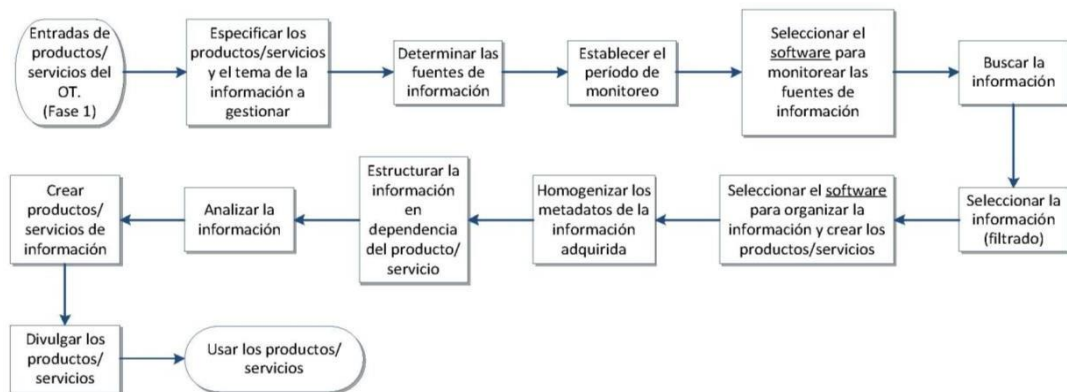 Entradas de
productos/
servicios del
OT.
(Fase 1)
Especificar los
productos/servicios
y el tema de la
información a
gestionar
Determinar las
fuentes de
información
Establecer el
período de
monitoreo
Seleccionar el
software para
monitorear las
fuentes de
información
Buscar la
información
Seleccionar la
información
(filtrado)
Seleccionar el software
para organizar la
información y crear los
productos/servicios
Homogenizar los
metadatos de la
información
adquirida
Estructurar la
información
en
dependencia
del producto/
servicio
Analizar la
información
Crear
productos/
servicios de
información
Divulgar los
productos/
servicios
Usar los productos/
servicios